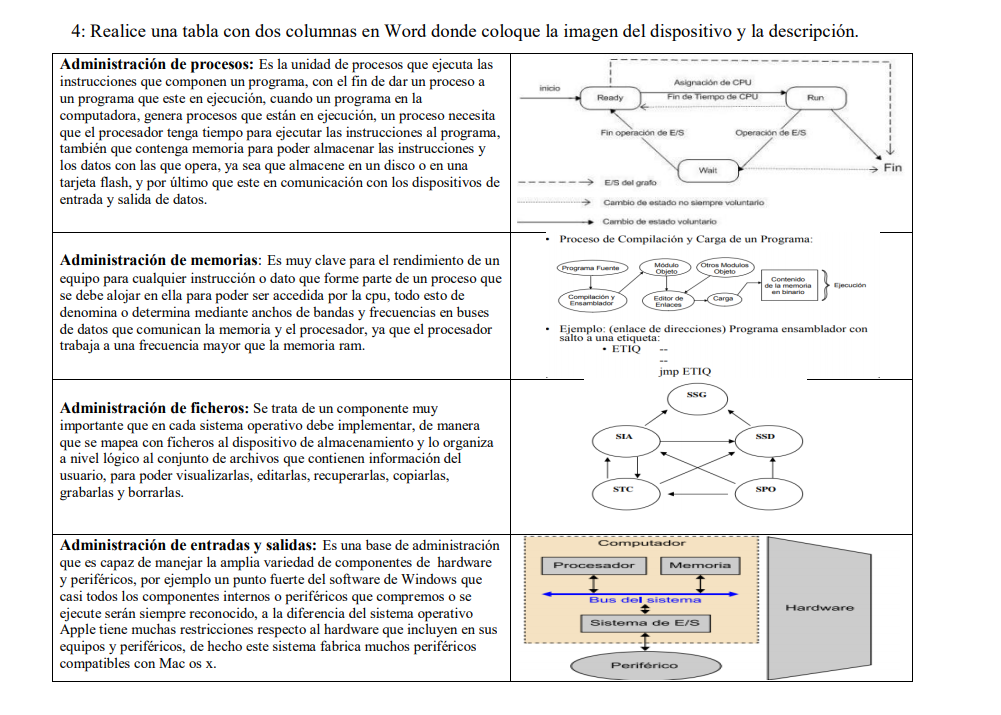 4: Realice una tabla con dos columnas en Word donde coloque la imagen del dispositivo y la descripción.
Administración de procesos: Es la unidad de procesos que ejecuta las
instrucciones que componen un programa, con el fin de dar un proceso a
un programa que este en ejecución, cuando un programa en la
computadora, genera procesos que están en ejecución, un proceso necesita
que el procesador tenga tiempo para ejecutar las instrucciones al programa,
también que contenga memoria para poder almacenar las instrucciones y
los datos con las que opera, ya sea que almacene en un disco o en una
tarjeta flash, y por último que este en comunicación con los dispositivos de
entrada y salida de datos.
inicio
Ready
Asignación de CPU
Fin de Tiempo de CPU
Run
Fin operación de E/S
Operación de E/S
Wait
Fin
E/S del grafo
Cambio de estado no siempre voluntario
Cambio de estado voluntario
Administración de memorias: Es muy clave para el rendimiento de un
equipo para cualquier instrucción o dato que forme parte de un proceso que
se debe alojar en ella para poder ser accedida por la cpu, todo esto de
denomina o determina mediante anchos de bandas y frecuencias en buses
de datos que comunican la memoria y el procesador, ya que el procesador
trabaja a una frecuencia mayor que la memoria ram.
• Proceso de Compilación y Carga de un Programa:
Programa Fuente
Módulo
Objeto
Otros Modulos
Objeto
Compilación y
Ensamblador
Editor de
Enlaces
Carga
Contenido
de la memoria
en binario
Ejecución
• Ejemplo: (enlace de direcciones) Programa ensamblador con
salto a una etiqueta:
• ETIQ --
--
jmp ETIQ
Administración de ficheros: Se trata de un componente muy
importante que en cada sistema operativo debe implementar, de manera
que se mapea con ficheros al dispositivo de almacenamiento y lo organiza
a nivel lógico al conjunto de archivos que contienen información del
usuario, para poder visualizarlas, editarlas, recuperarlas, copiarlas,
grabarlas y borrarlas.
SSG
SIA
SSD
STC
SPO
Administración de entradas y salidas: Es una base de administración
que es capaz de manejar la amplia variedad de componentes de hardware
y periféricos, por ejemplo un punto fuerte del software de Windows que
casi todos los componentes internos o periféricos que compremos o se
ejecute serán siempre reconocido, a la diferencia del sistema operativo
Apple tiene muchas restricciones respecto al hardware que incluyen en sus
equipos y periféricos, de hecho este sistema fabrica muchos periféricos
compatibles con Mac os x.
Computador
Procesador
Memoria
Bus del sistema
Sistema de E/S
Periférico
Hardware